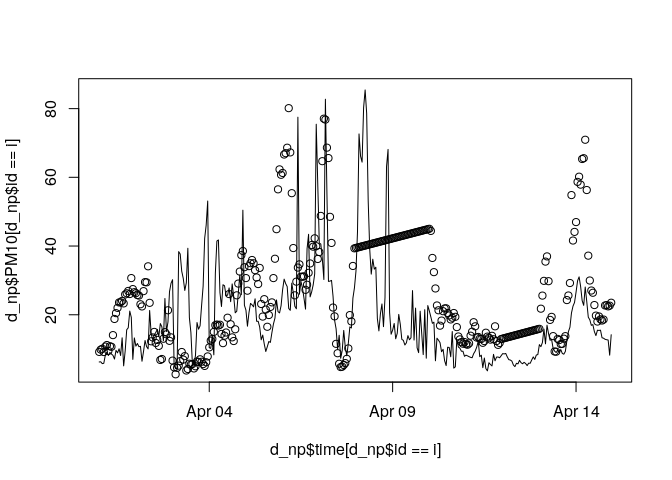 d_np$PM10[d_np$id == i]
80
60
40
20
Apr 04
Apr 09
Apr 14
d_np$time[d_np$id == i]